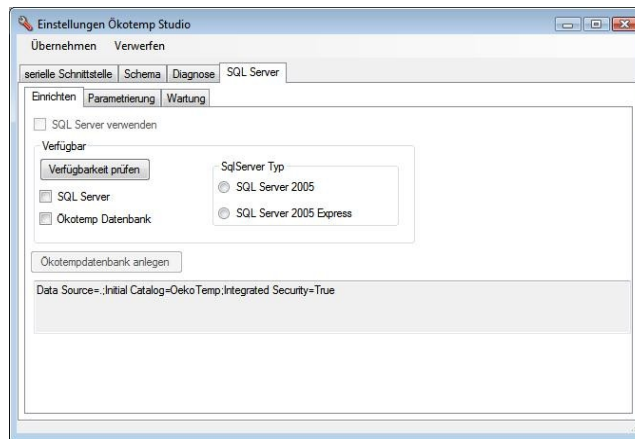 Einstellungen Ökotemp Studio
Übernehmen Verwerfen
serielle Schnittstelle Schema Diagnose SQL Server
Einrichten Parametrierung Wartung
SQL Server verwenden
Verfügbar
Verfügbarkeit prüfen
SQL Server
Ökotemp Datenbank
SqlServer Typ
SQL Server 2005
SQL Server 2005 Express
Ökotempdatenbank anlegen
Data Source=.;Initial Catalog=OekoTemp;Integrated Security=True